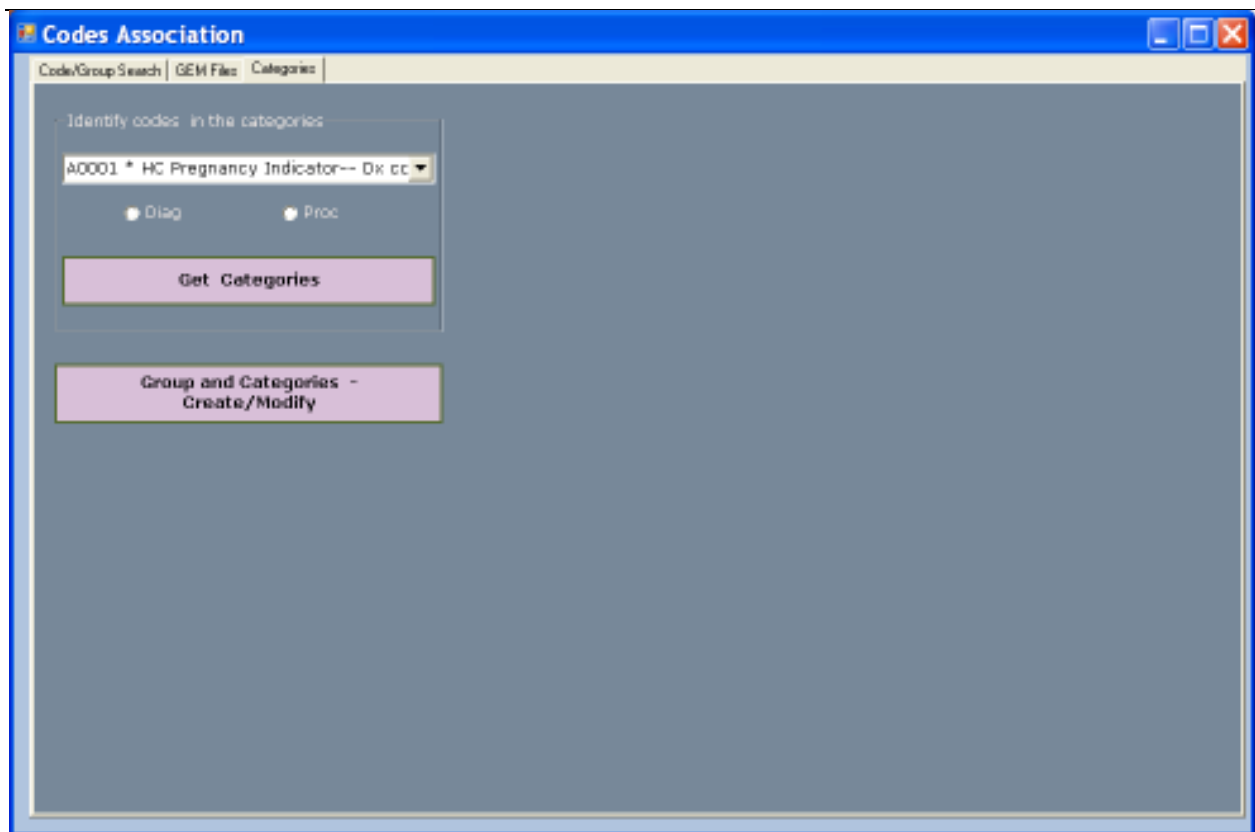 Codes Association
Code/Group Search GEM Files Categories
Identify codes in the categories
A0001 * HC Pregnancy Indicator-- Dx cc
Diag Proc
Get Categories
Group and Categories -
Create/Modify